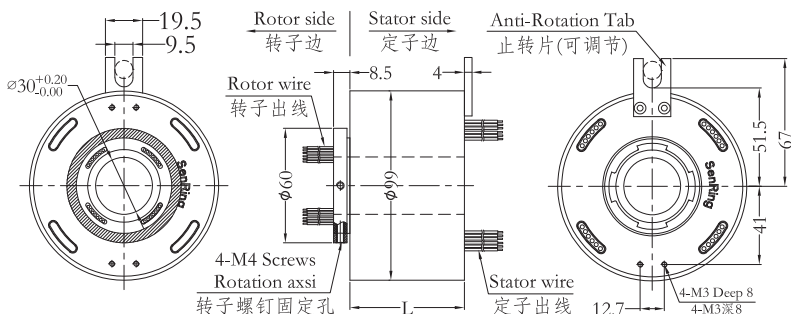 19.5
9.5
⌀30+0.20
-0.00
SenRing
Rotor side
转子边
Stator side
定子边
8.5
4
Rotor wire
转子出线
⌀60
⌀99
4-M4 Screws
Rotation axsi
转子螺钉固定孔
L
Stator wire
定子出线
Anti-Rotation Tab
止转片(可调节)
SenRing
51.5
67
41
12.7
4-M3 Deep 8
4-M3深8